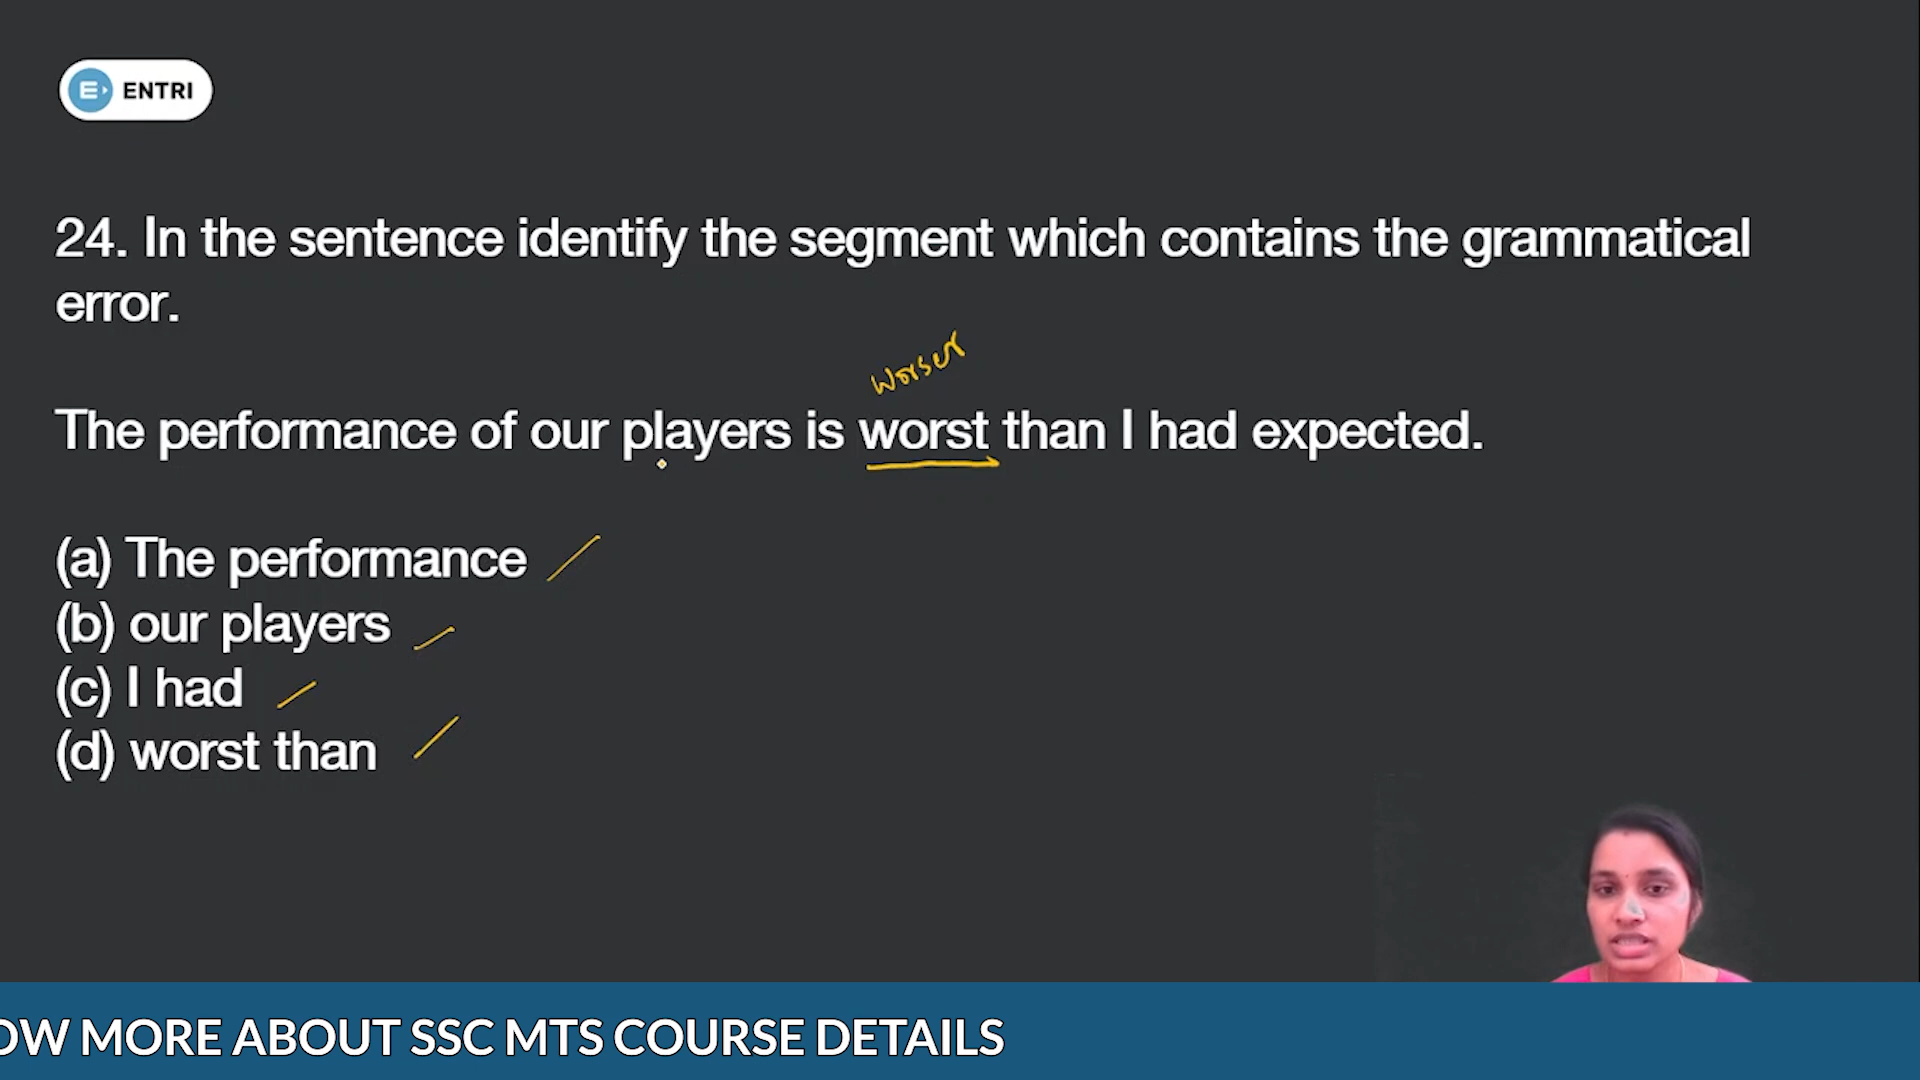 ENTRI
24. In the sentence identify the segment which contains the grammatical
error.
worser
The performance of our players is worst than I had expected.
(a) The performance
(b) our players
(c) I had
(d) worst than
OW MORE ABOUT SSC MTS COURSE DETAILS